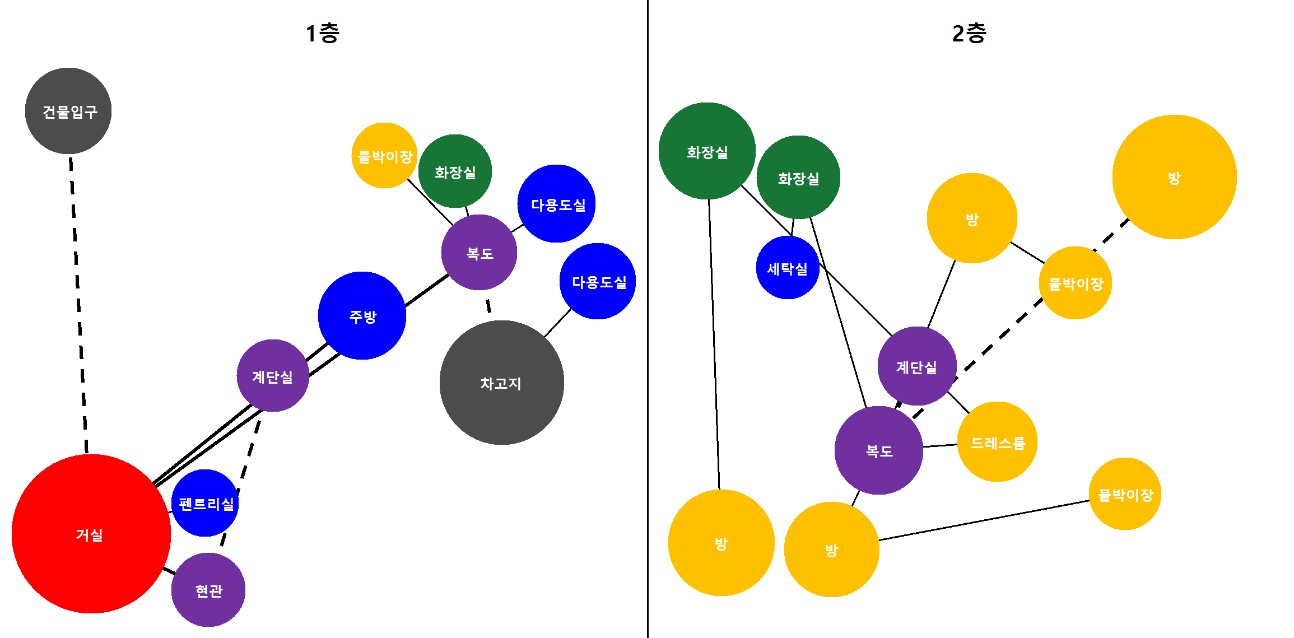 1층
건물입구
붙박이장
화장실
다용도실
복도
다용도실
주방
계단실
차고지
펜트리실
거실
현관
2층
화장실
화장실
방
방
세탁실
붙박이장
계단실
드레스룸
복도
붙박이장
방
방